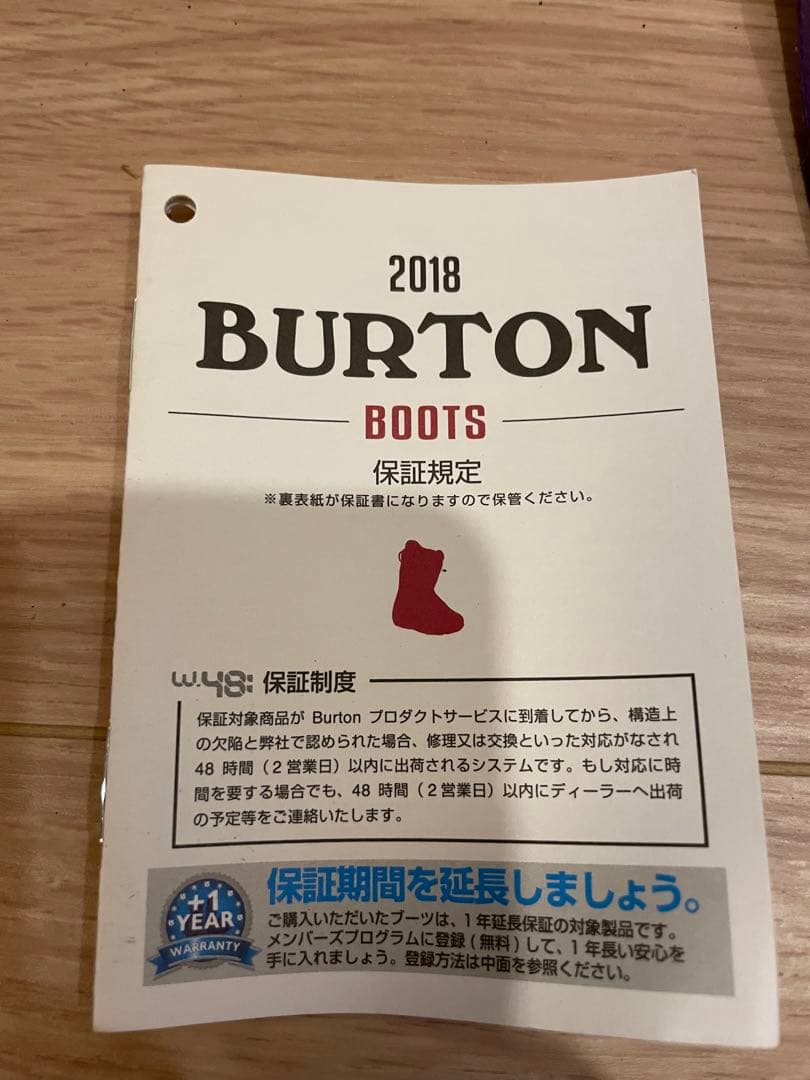 2018
BURTON
BOOTS
保証規定
※裏表紙が保証書になりますので保管ください。
w.48: 保証制度
保証対象商品が Burton プロダクトサービスに到着してから、構造上
の欠陥と弊社で認められた場合、修理又は交換といった対応がなされ
48 時間（2営業日）以内に出荷されるシステムです。もし対応に時
間を要する場合でも、48 時間（2営業日）以内にディーラーへ出荷
の予定等をご連絡いたします。
+1
YEAR
WARRANTY
保証期間を延長しましょう。
ご購入いただいたブーツは、1年延長保証の対象製品です。
メンバーズプログラムに登録(無料)して、1年長い安心を
手に入れましょう。登録方法は中面を参照ください。